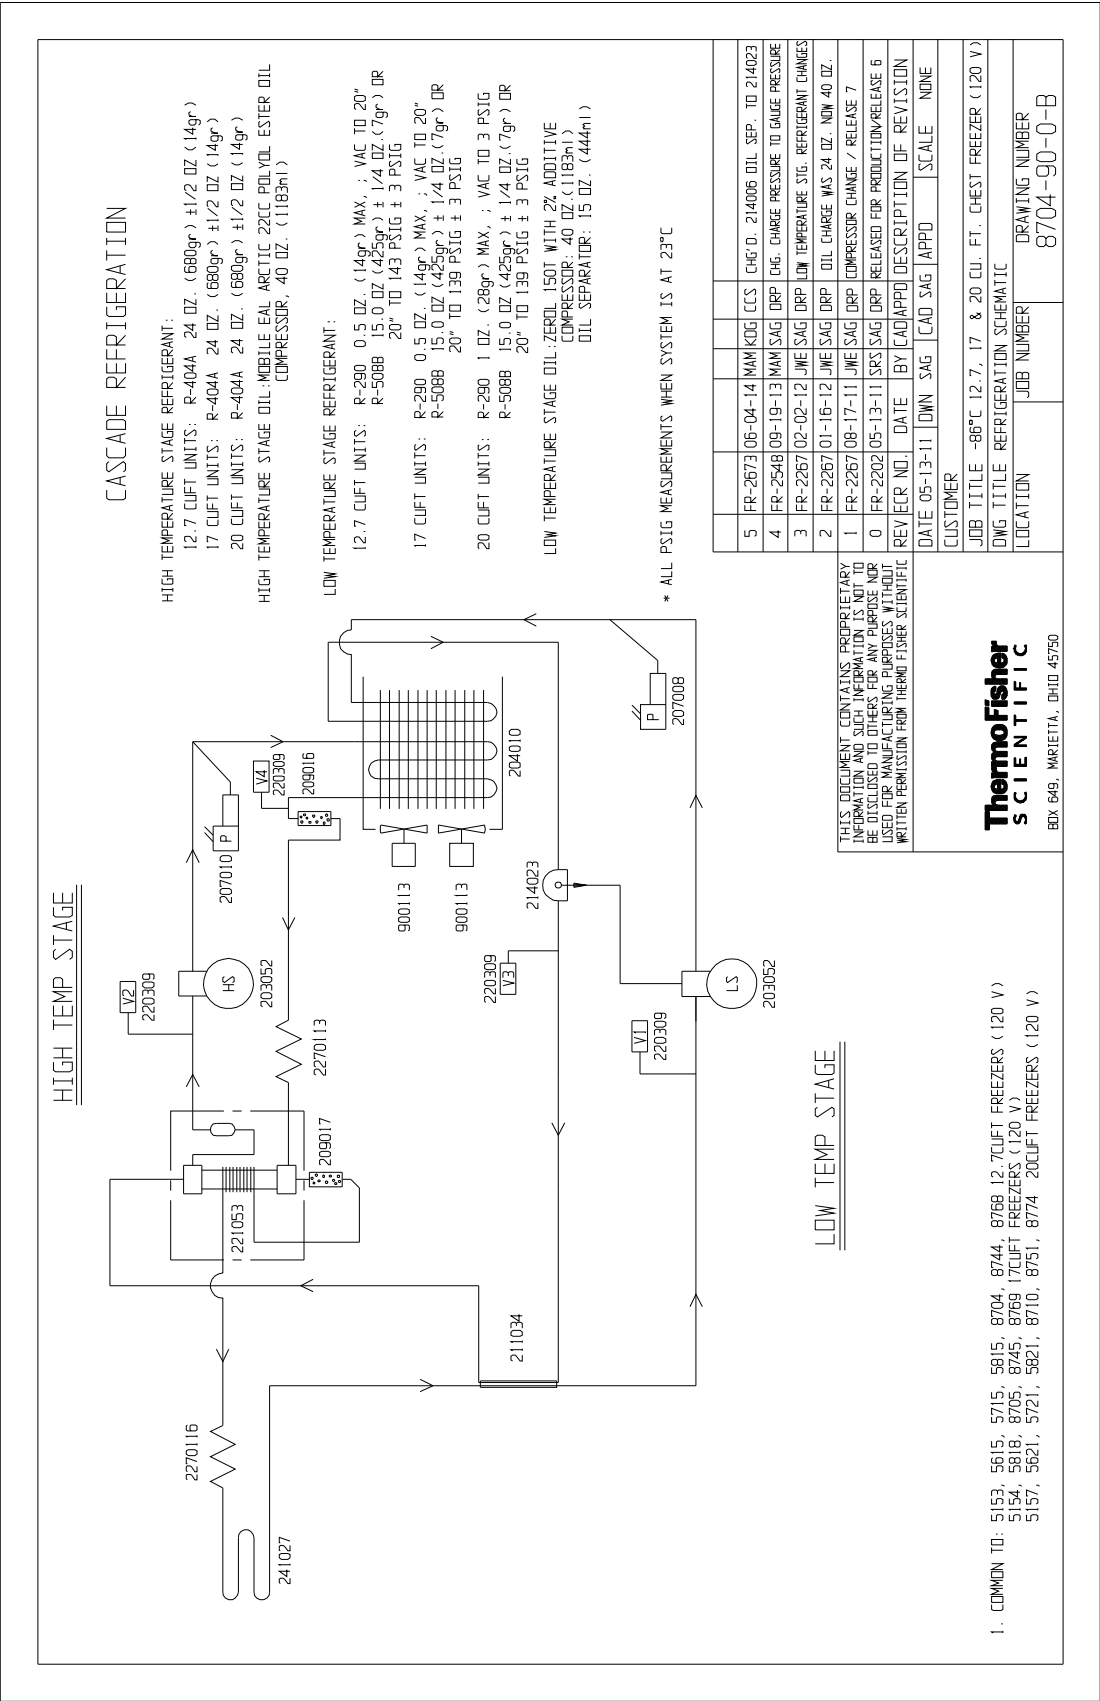 CASCADE REFRIGERATION
HIGH TEMPERATURE STAGE REFRIGERANT:
12.7 CUFT UNITS: R-404A 24 OZ. (680gr) ±1/2 OZ (14gr)
17 CUFT UNITS: R-404A 24 OZ. (680gr) ±1/2 OZ (14gr)
20 CUFT UNITS: R-404A 24 OZ. (680gr) ±1/2 OZ (14gr)
HIGH TEMPERATURE STAGE OIL:MOBILE EAL ARCTIC 22CC POLYOL ESTER OIL
COMPRESSOR, 40 OZ. (1183ml)
LOW TEMPERATURE STAGE REFRIGERANT:
12.7 CUFT UNITS: R-290 0.5 OZ. (14gr) MAX, ; VAC TO 20"
R-508B 15.0 OZ (425gr) ± 1/4 OZ.(7gr) OR
20" TO 143 PSIG ± 3 PSIG
17 CUFT UNITS: R-290 0.5 OZ. (14gr) MAX, ; VAC TO 20"
R-508B 15.0 OZ (425gr) ± 1/4 OZ.(7gr) OR
20" TO 139 PSIG ± 3 PSIG
20 CUFT UNITS: R-290 1 OZ. (28gr) MAX, ; VAC TO 3 PSIG
R-508B 15.0 OZ (425gr) ± 1/4 OZ.(7gr) OR
20" TO 139 PSIG ± 3 PSIG
LOW TEMPERATURE STAGE OIL:ZEROL 150T WITH 2% ADDITIVE
COMPRESSOR: 40 OZ.(1183ml)
OIL SEPARATOR: 15 OZ. (444ml)
* ALL PSIG MEASUREMENTS WHEN SYSTEM IS AT 23°C
HIGH TEMP STAGE
V2
220309
HS
203052
P
207010
V4
220309
209016
2270113
209017
221053
900113
900113
204010
214023
220309
V3
P
207008
LS
203052
V1
220309
211034
2270116
241027
LOW TEMP STAGE
1. COMMON TO: 5153, 5615, 5715, 5815, 8704, 8744, 8768 12.7CUFT FREEZERS (120 V)
5154, 5818, 8705, 8745, 8769 17CUFT FREEZERS (120 V)
5157, 5621, 5721, 5821, 8710, 8751, 8774 20CUFT FREEZERS (120 V)
THIS DOCUMENT CONTAINS PROPRIETARY
INFORMATION AND SUCH INFORMATION IS NOT TO
BE DISCLOSED TO OTHERS FOR ANY PURPOSE NOR
USED FOR MANUFACTURING PURPOSES WITHOUT
WRITTEN PERMISSION FROM THERMO FISHER SCIENTIFIC
ThermoFisher
SCIENTIFIC
BOX 649, MARIETTA, OHIO 45750
5 FR-2673 06-04-14 MAM KDG CCS CHG'D. 214006 OIL SEP. TO 214023
4 FR-2548 09-19-13 MAM SAG DRP CHG. CHARGE PRESSURE TO GAUGE PRESSURE
3 FR-2267 02-02-12 JWE SAG DRP LOW TEMPERATURE STG. REFRIGERANT CHANGES
2 FR-2267 01-16-12 JWE SAG DRP OIL CHARGE WAS 24 OZ. NOW 40 OZ.
1 FR-2267 08-17-11 JWE SAG DRP COMPRESSOR CHANGE / RELEASE 7
0 FR-2202 05-13-11 SRS SAG DRP RELEASED FOR PRODUCTION/RELEASE 6
REV ECR NO. DATE BY CAD APPD DESCRIPTION OF REVISION
DATE 05-13-11 DWN SAG CAD SAG APPD SCALE NONE
CUSTOMER
JOB TITLE -86°C 12.7, 17 & 20 CU. FT. CHEST FREEZER (120 V)
DWG TITLE REFRIGERATION SCHEMATIC
LOCATION JOB NUMBER DRAWING NUMBER
8704-90-0-B